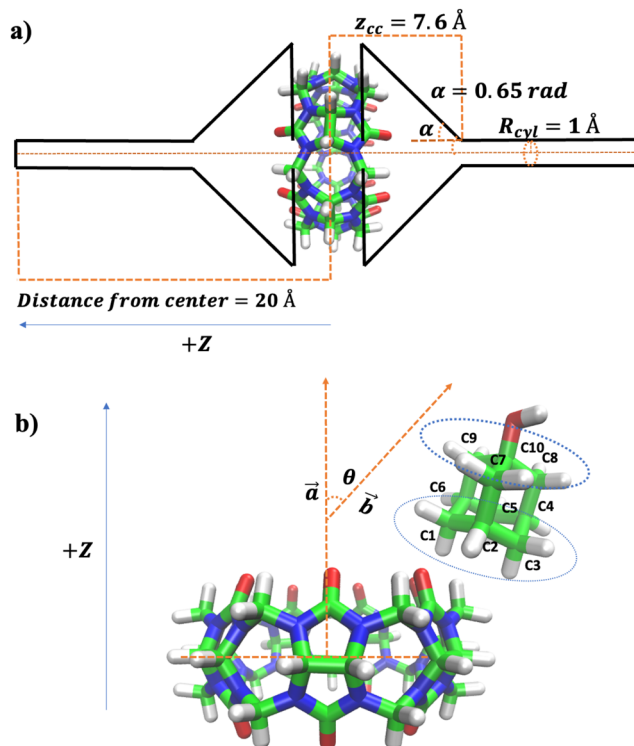 a)
z_cc = 7.6 Å
α = 0.65 rad
α
R_cyl = 1 Å
Distance from center = 20 Å
+Z
b)
+Z
a⃗
θ
b⃗
C9
C10
C7
C8
C6
C5
C4
C1
C2
C3